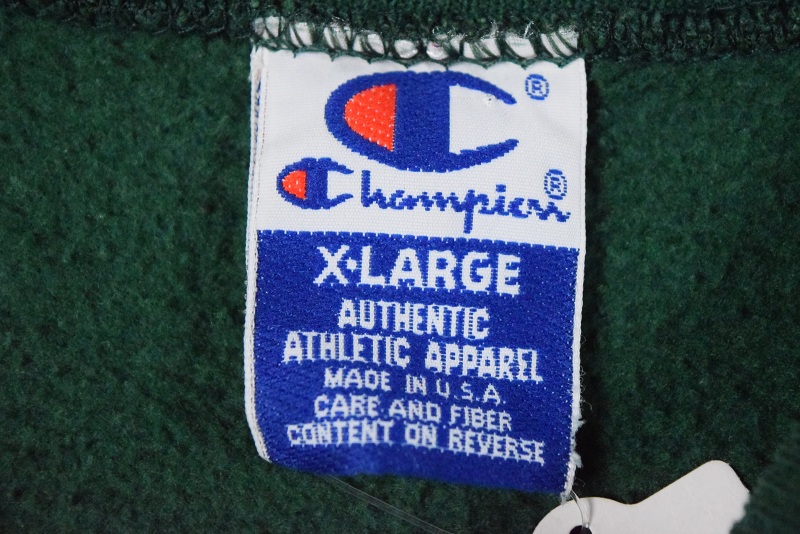 ®
Champion®
X·LARGE
AUTHENTIC
ATHLETIC APPAREL
MADE IN U.S.A.
CARE AND FIBER
CONTENT ON REVERSE